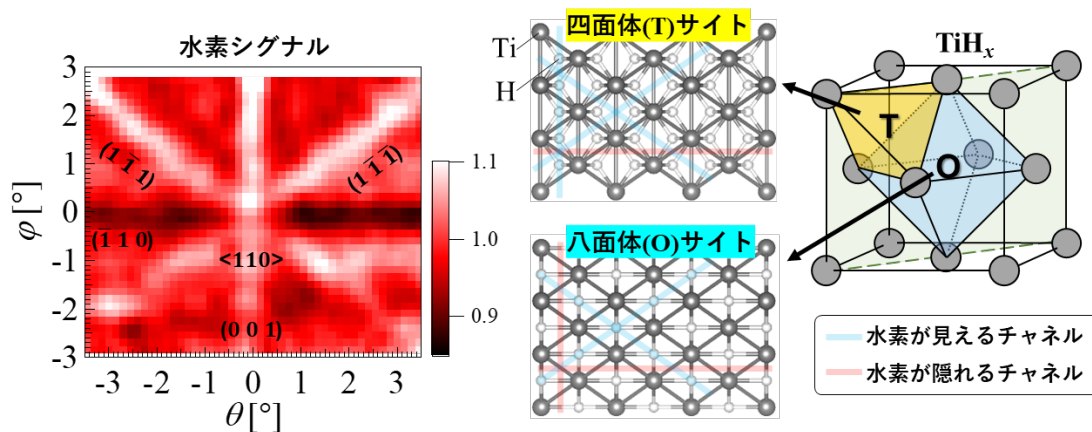 水素シグナル
3
2
1
0
-1
-2
-3
φ[°]
-3 -2 -1 0 1 2 3
θ[°]
(1 1̄ 1)
(1 1̄ 1̄)
(1̄ 1 0)
<110>
(0 0 1)
1.1
1.0
0.9
四面体(T)サイト
Ti
H
八面体(O)サイト
TiHx
T
O
水素が見えるチャネル
水素が隠れるチャネル